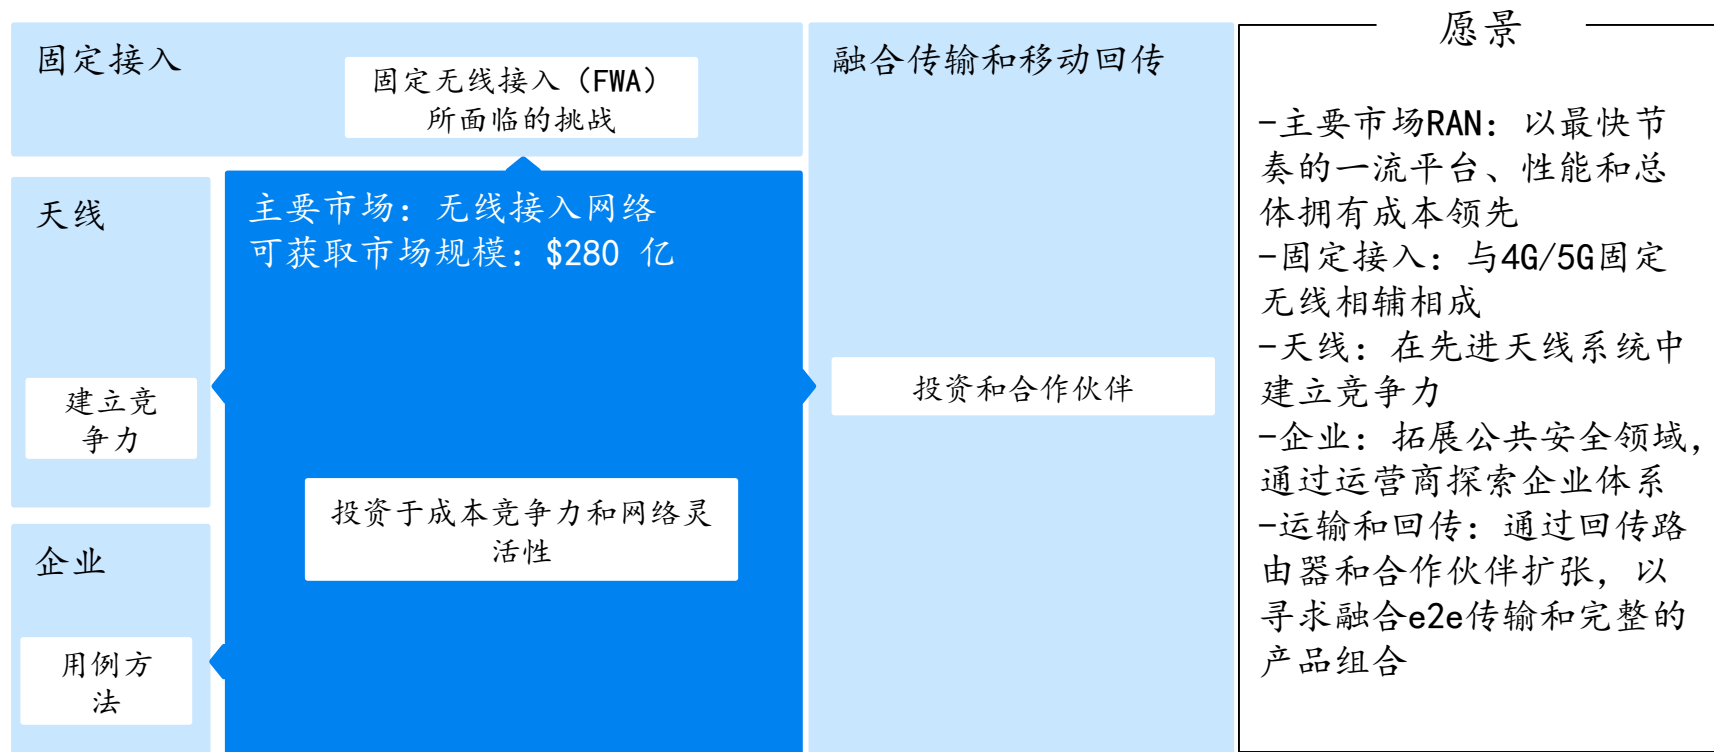 固定接入
固定无线接入（FWA）
所面临的挑战
融合传输和移动回传
天线
建立竞
争力
主要市场：无线接入网络
可获取市场规模：$280 亿
投资于成本竞争力和网络灵
活性
投资和合作伙伴
企业
用例方
法
愿景
-主要市场RAN：以最快节
奏的一流平台、性能和总
体拥有成本领先
-固定接入：与4G/5G固定
无线相辅相成
-天线：在先进天线系统中
建立竞争力
-企业：拓展公共安全领域，
通过运营商探索企业体系
-运输和回传：通过回传路
由器和合作伙伴扩张，以
寻求融合e2e传输和完整的
产品组合